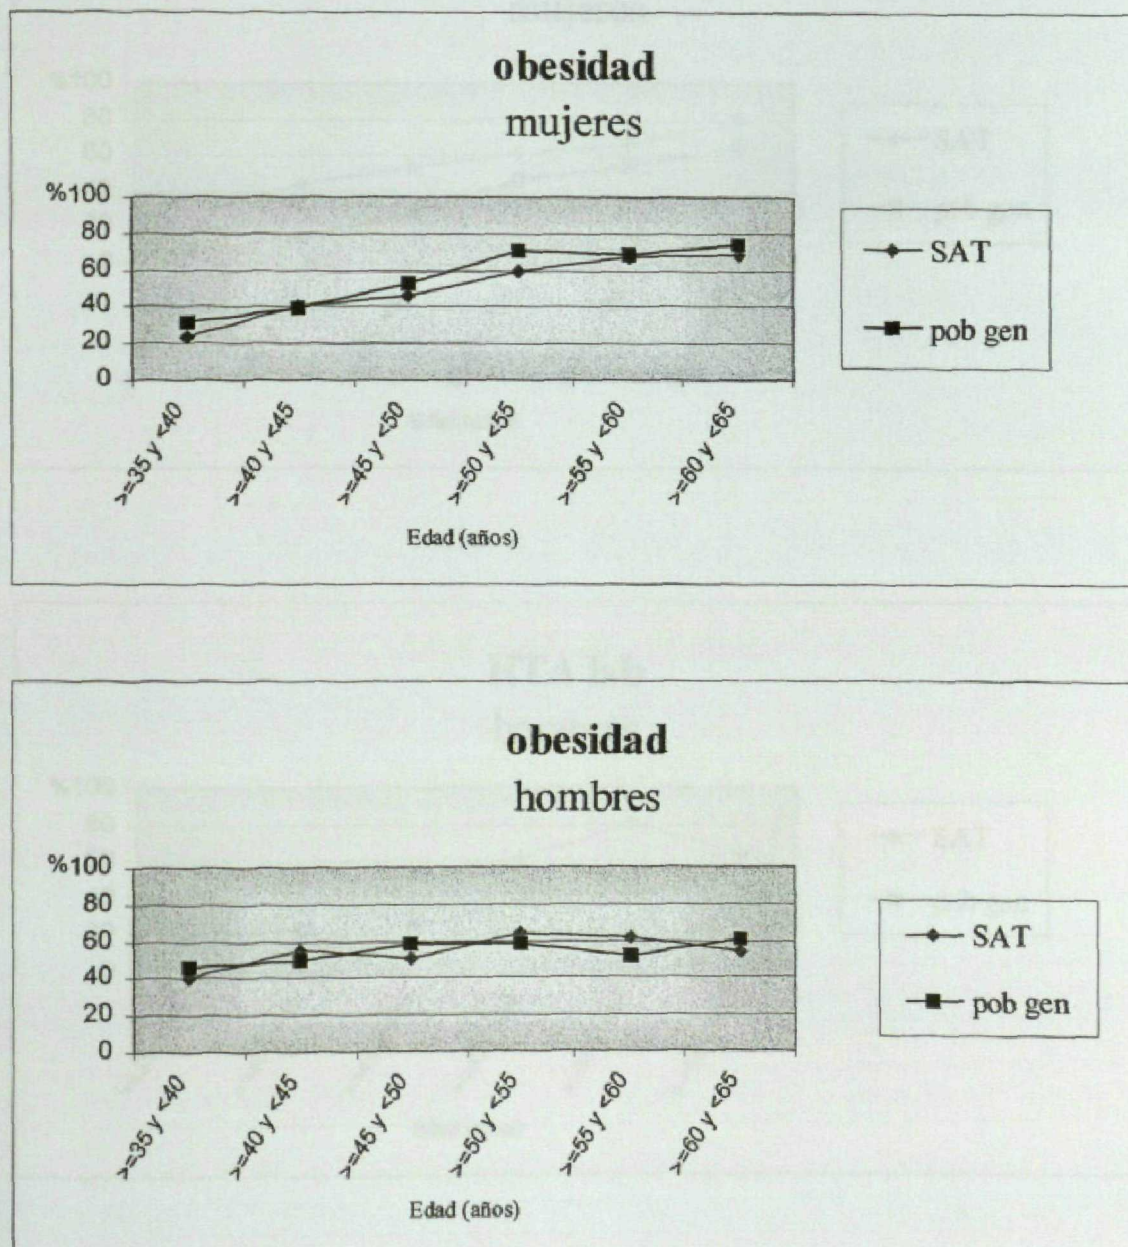 obesidad
mujeres
%100
80
60
40
20
0
>=35 y <40
>=40 y <45
>=45 y <50
>=50 y <55
>=55 y <60
>=60 y <65
Edad (años)
SAT
pob gen
HTA
obesidad
hombres
%100
80
60
40
20
0
>=35 y <40
>=40 y <45
>=45 y <50
>=50 y <55
>=55 y <60
>=60 y <65
Edad (años)
SAT
pob gen